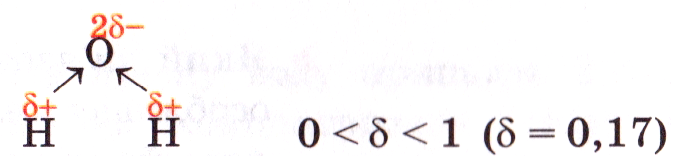 2δ−
O
δ+ δ+
H H 0 < δ < 1 (δ = 0,17)